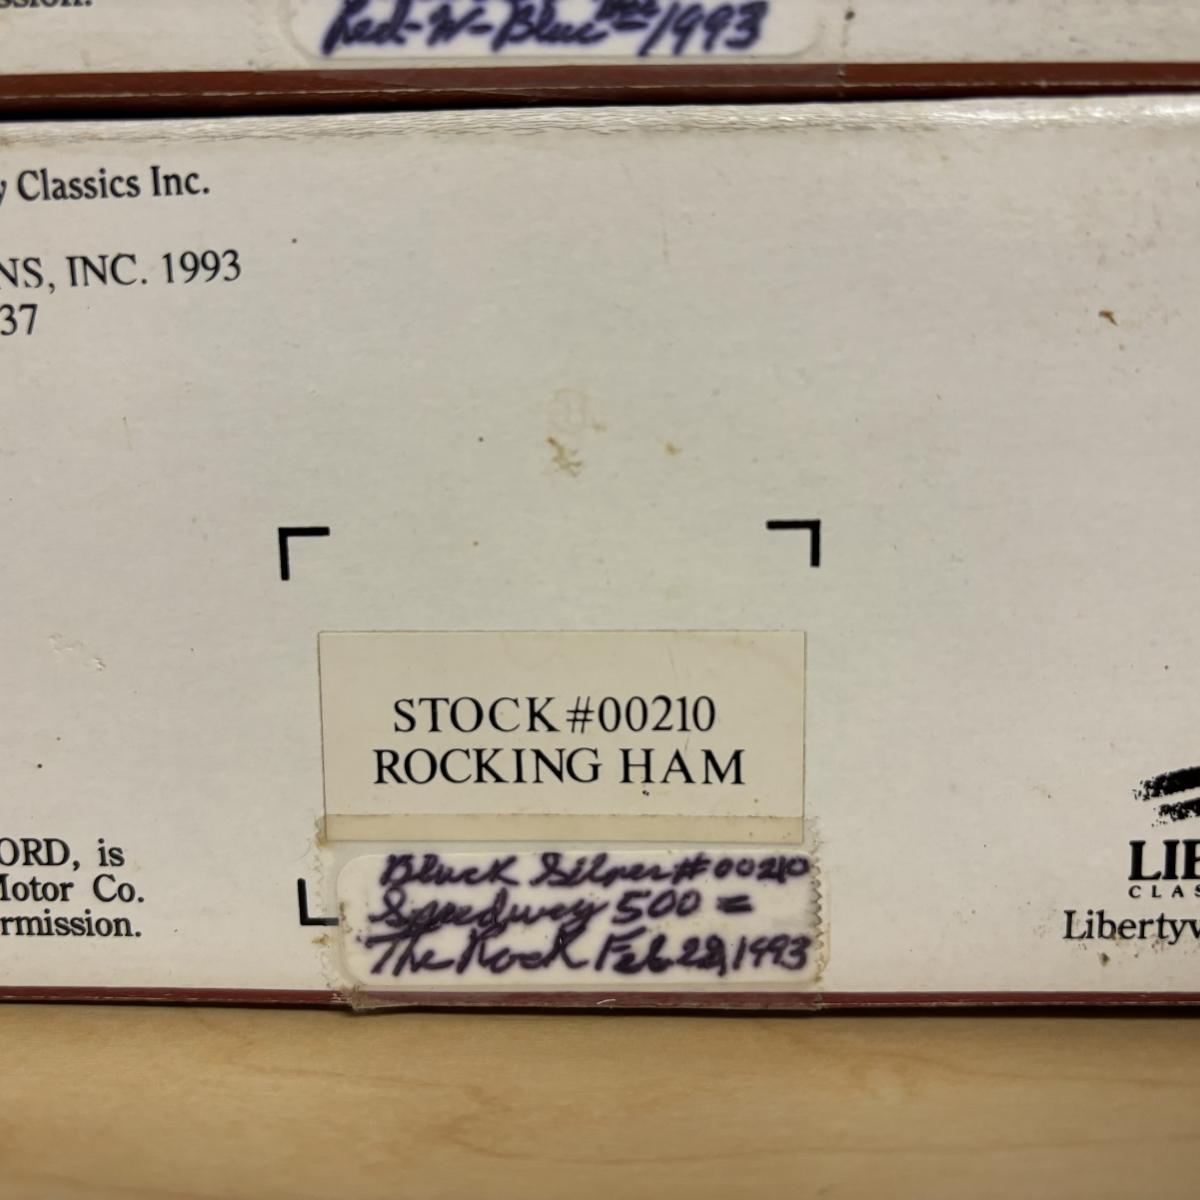 Red-W-Blue 1993
y Classics Inc.
NS, INC. 1993
37
STOCK #00210
ROCKING HAM
ORD, is
Motor Co.
rmission.
LIB
CLAS
Libertyv
Black Silver #00210
Speedway 500 =
The Rock Feb 28, 1993